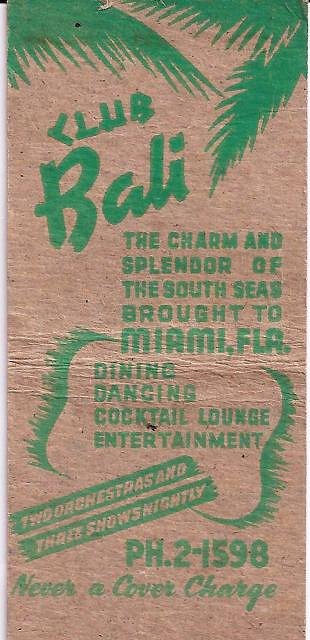 CLUB
Bali
THE CHARM AND
SPLENDOR OF
THE SOUTH SEAS
BROUGHT TO
MIAMI, FLA.
DINING
DANCING
COCKTAIL LOUNGE
ENTERTAINMENT
TWO ORCHESTRAS AND
THREE SHOWS NIGHTLY
PH. 2-1598
Never a Cover Charge